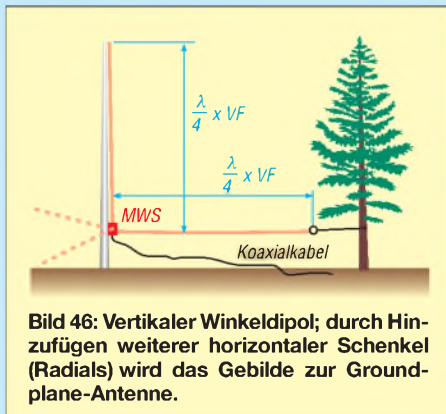 λ/4 x VF
λ/4 x VF
MWS
Koaxialkabel
Bild 46: Vertikaler Winkeldipol; durch Hin-
zufügen weiterer horizontaler Schenkel
(Radials) wird das Gebilde zur Ground-
plane-Antenne.